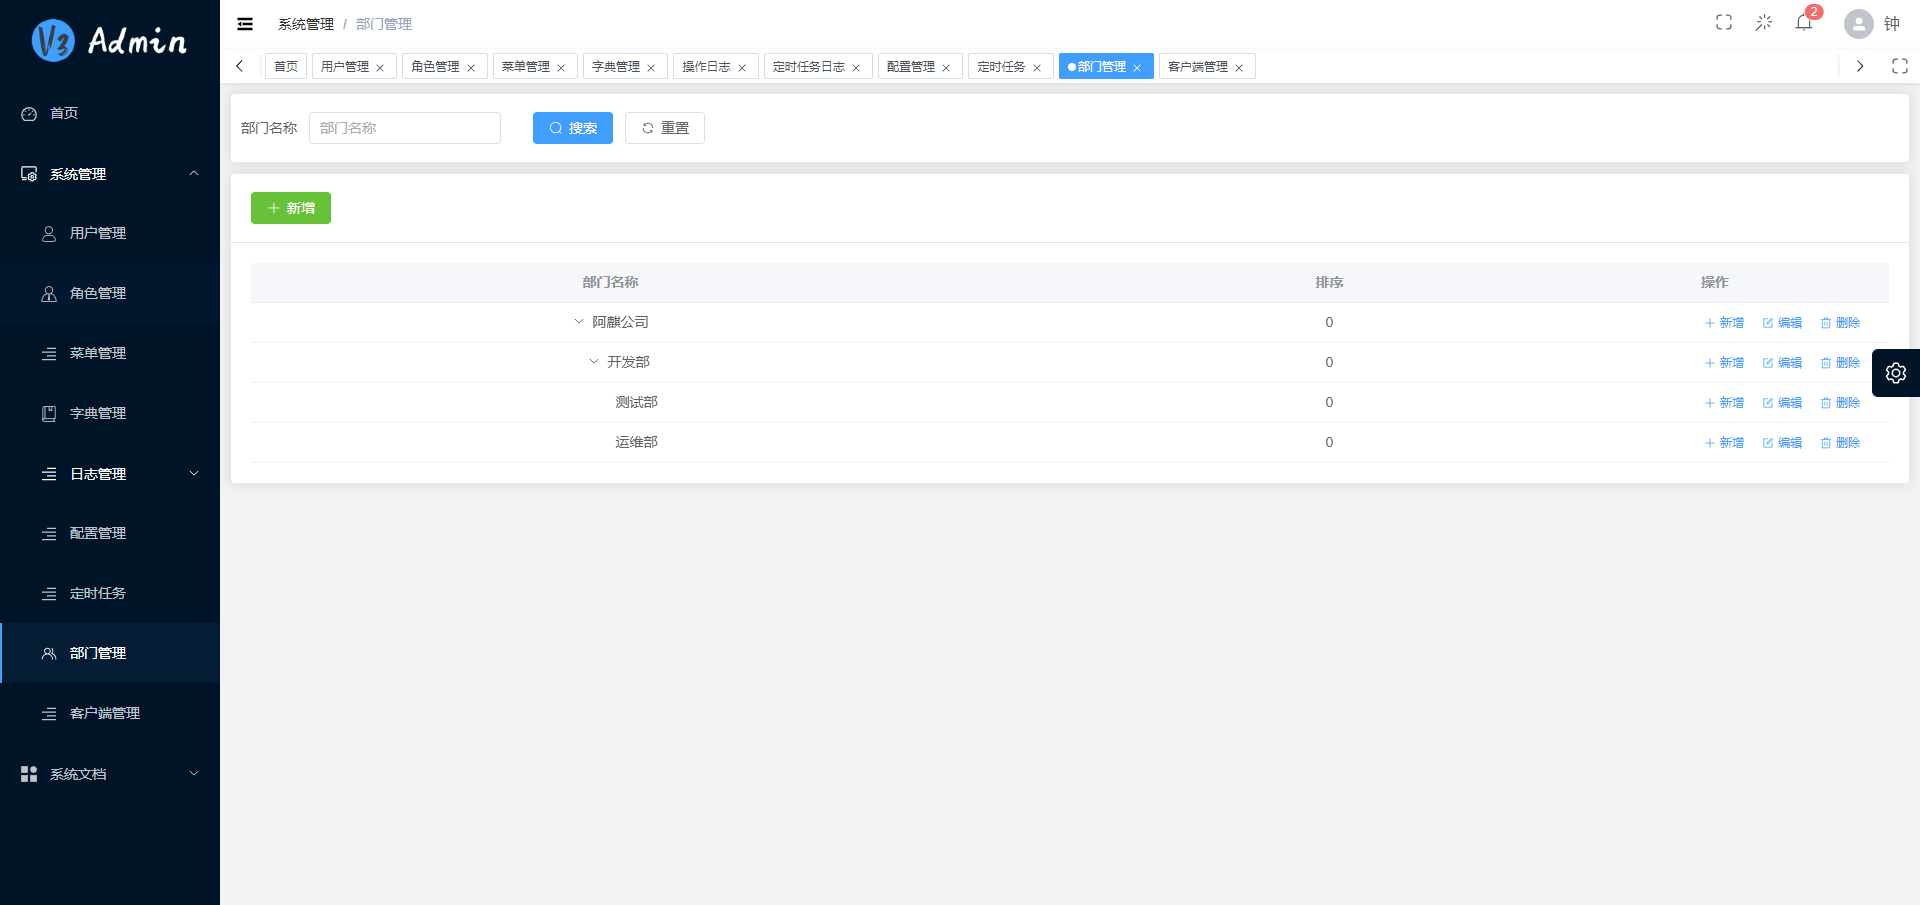 V3 Admin
首页
系统管理
用户管理
角色管理
菜单管理
字典管理
日志管理
配置管理
定时任务
部门管理
客户端管理
系统文档
系统管理 / 部门管理
2
钟
首页 用户管理 角色管理 菜单管理 字典管理 操作日志 定时任务日志 配置管理 定时任务 部门管理 客户端管理
部门名称 部门名称 搜索 重置
新增
部门名称 排序 操作
阿麒公司 0 新增 编辑 删除
开发部 0 新增 编辑 删除
测试部 0 新增 编辑 删除
运维部 0 新增 编辑 删除